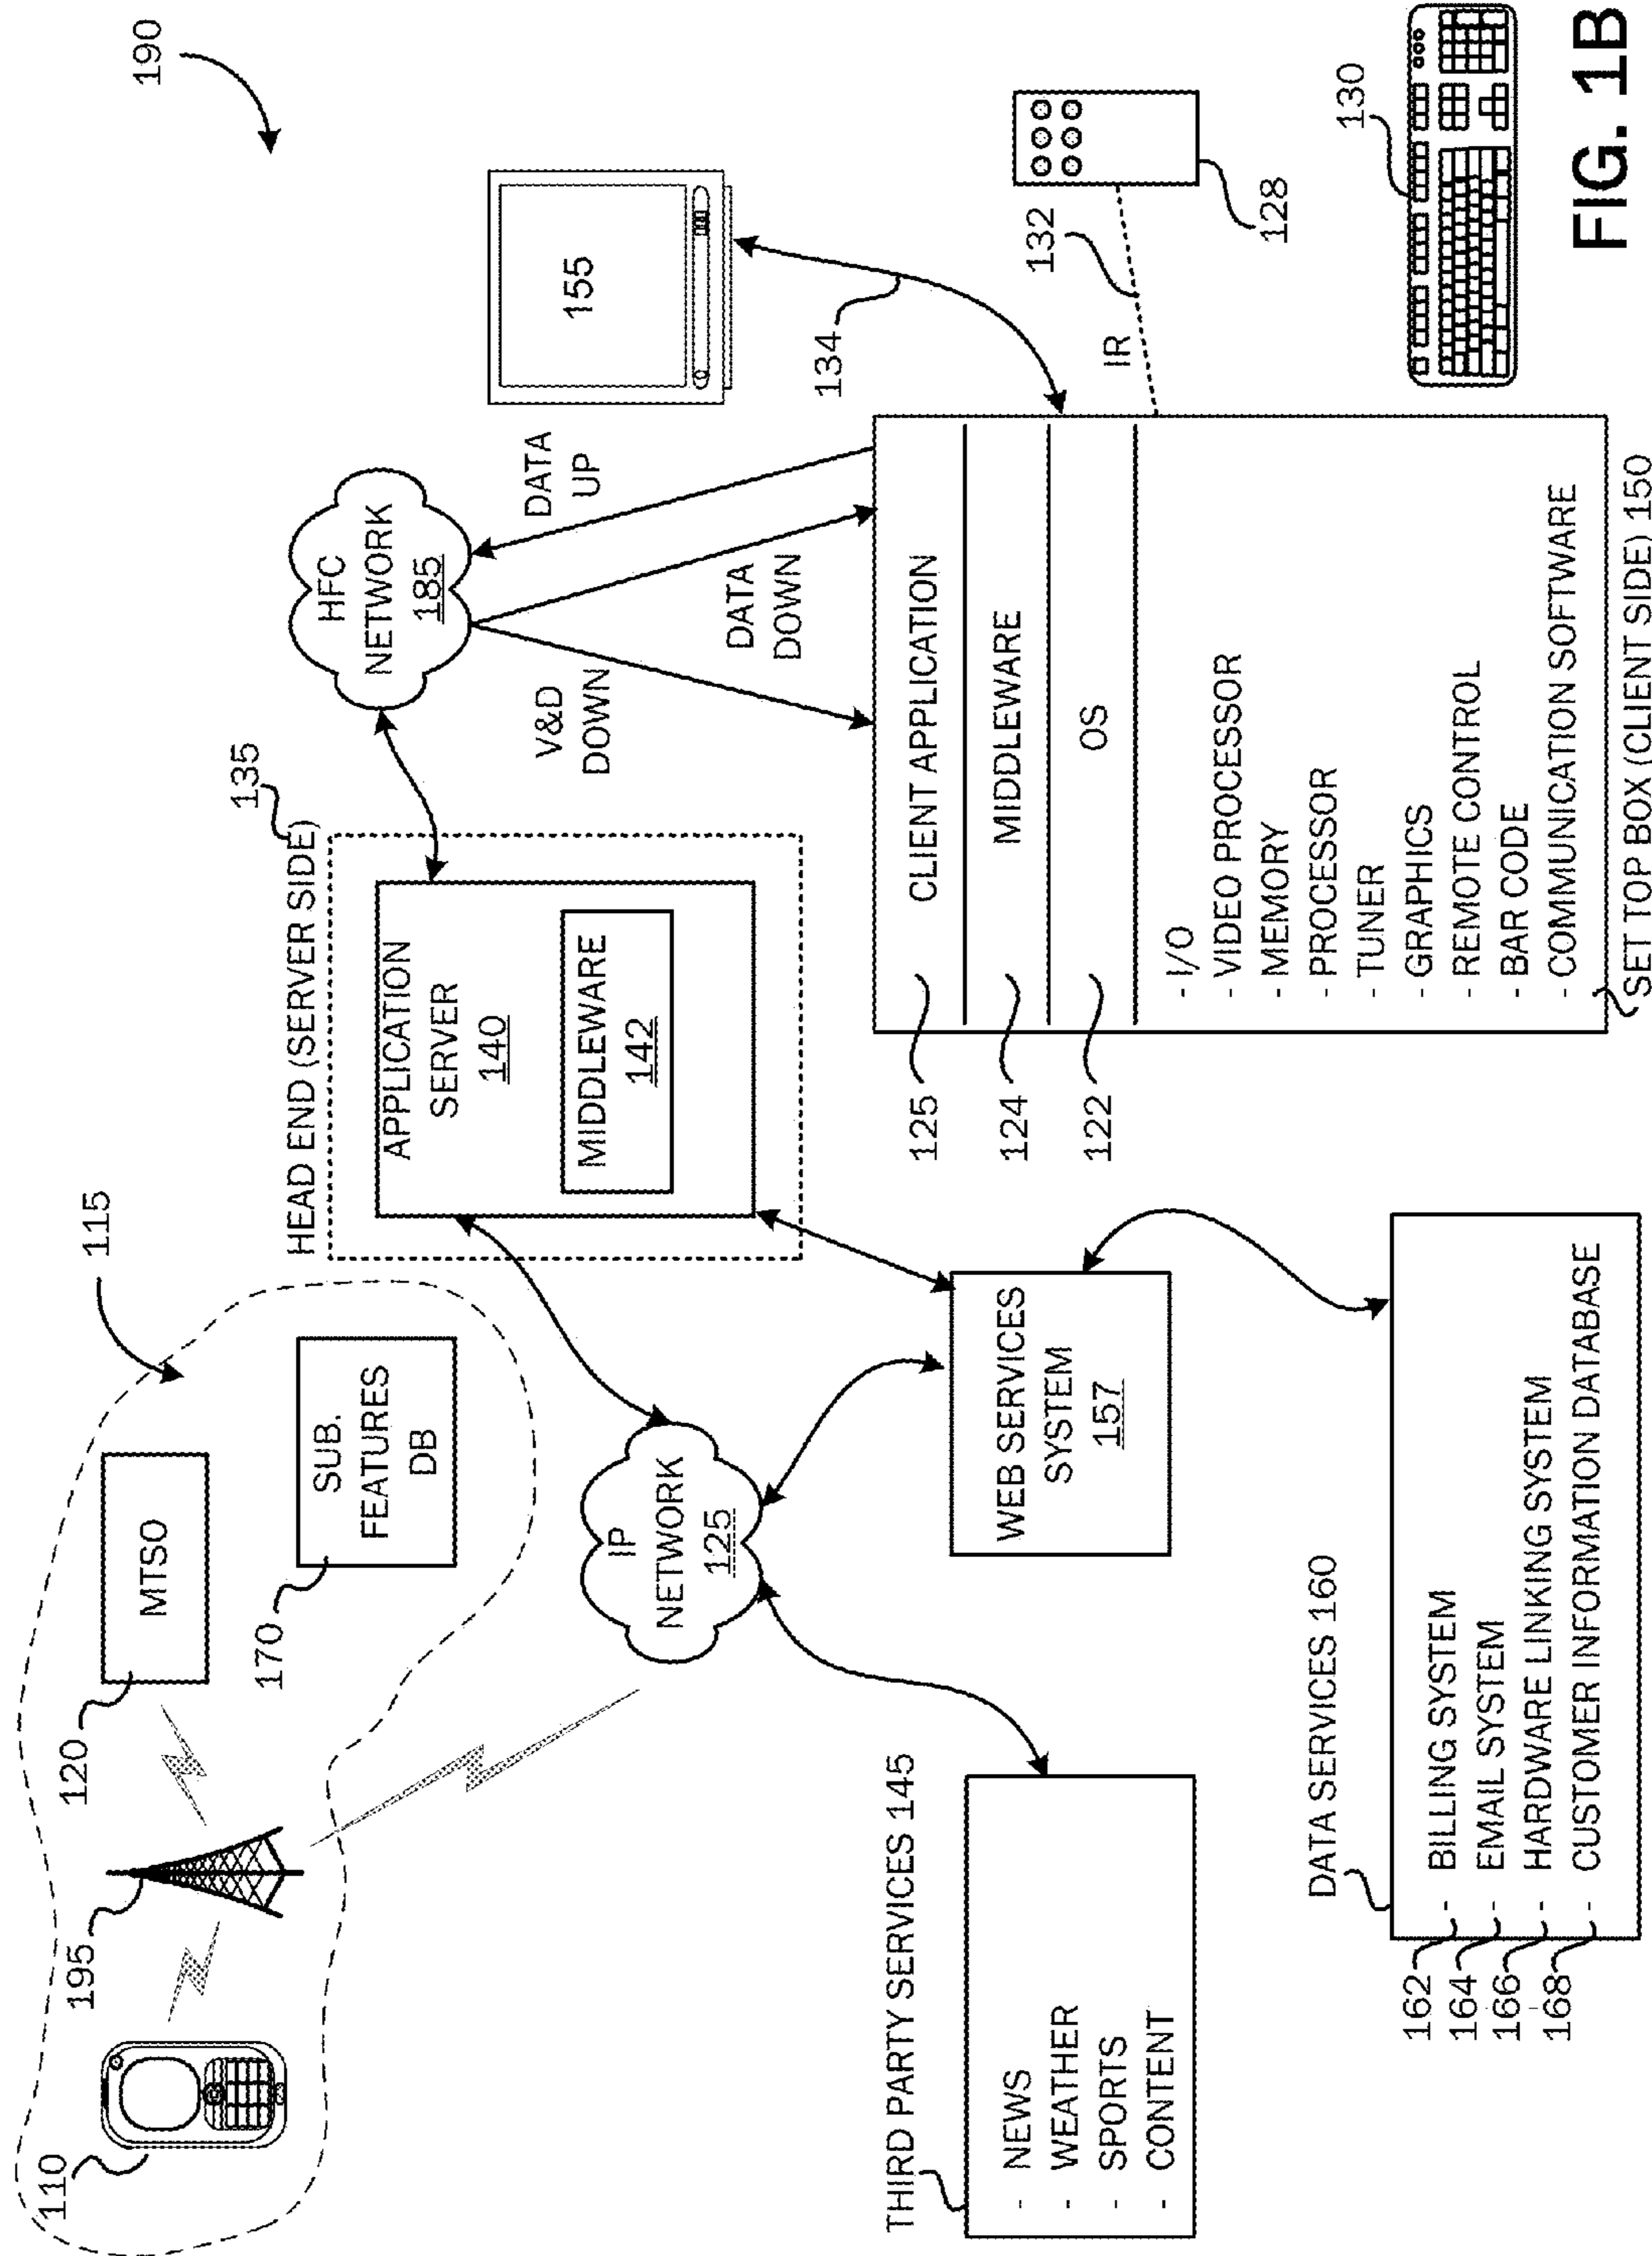 190
115
110
195
120
MTSO
170
SUB.
FEATURES
DB
HEAD END (SERVER SIDE)
135
APPLICATION
SERVER
140
MIDDLEWARE
142
HFC
NETWORK
185
V&D
DOWN
DATA
DOWN
DATA
UP
155
134
132
IR
128
130
IP
NETWORK
125
WEB SERVICES
SYSTEM
157
THIRD PARTY SERVICES 145
- NEWS
- WEATHER
- SPORTS
- CONTENT
125
CLIENT APPLICATION
124
MIDDLEWARE
122
OS
- I/O
- VIDEO PROCESSOR
- MEMORY
- PROCESSOR
- TUNER
- GRAPHICS
- REMOTE CONTROL
- BAR CODE
- COMMUNICATION SOFTWARE
SET TOP BOX (CLIENT SIDE) 150
DATA SERVICES 160
162 - BILLING SYSTEM
164 - EMAIL SYSTEM
166 - HARDWARE LINKING SYSTEM
168 - CUSTOMER INFORMATION DATABASE
FIG. 1B